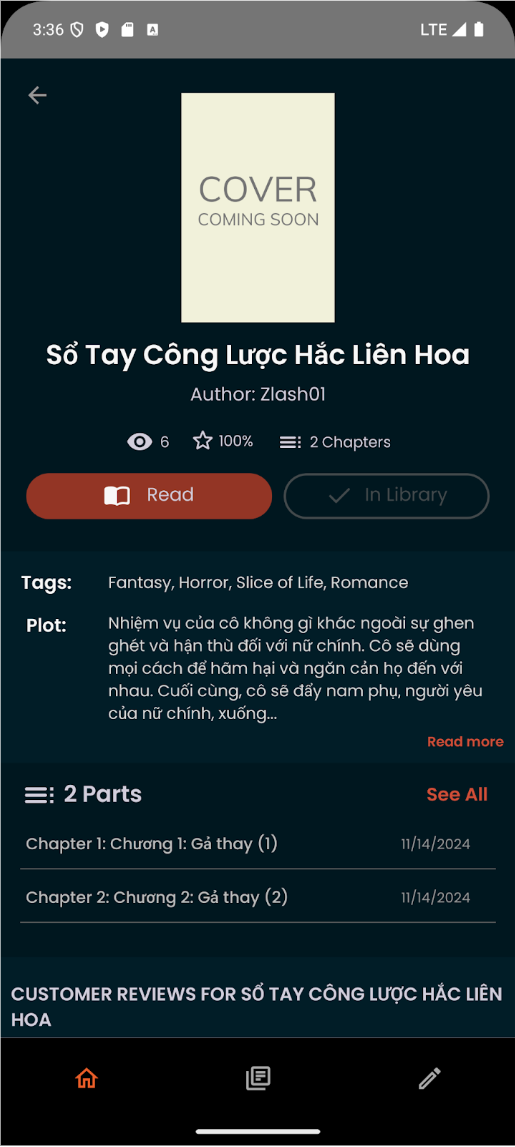 3:36
LTE
COVER
COMING SOON
Sổ Tay Công Lược Hắc Liên Hoa
Author: Zlash01
6
100%
2 Chapters
Read
In Library
Tags:
Fantasy, Horror, Slice of Life, Romance
Plot:
Nhiệm vụ của cô không gì khác ngoài sự ghen
ghét và hận thù đối với nữ chính. Cô sẽ dùng
mọi cách để hãm hại và ngăn cản họ đến với
nhau. Cuối cùng, cô sẽ đẩy nam phụ, người yêu
của nữ chính, xuống...
Read more
2 Parts
See All
Chapter 1: Chương 1: Gả thay (1)
11/14/2024
Chapter 2: Chương 2: Gả thay (2)
11/14/2024
CUSTOMER REVIEWS FOR SỔ TAY CÔNG LƯỢC HẮC LIÊN
HOA